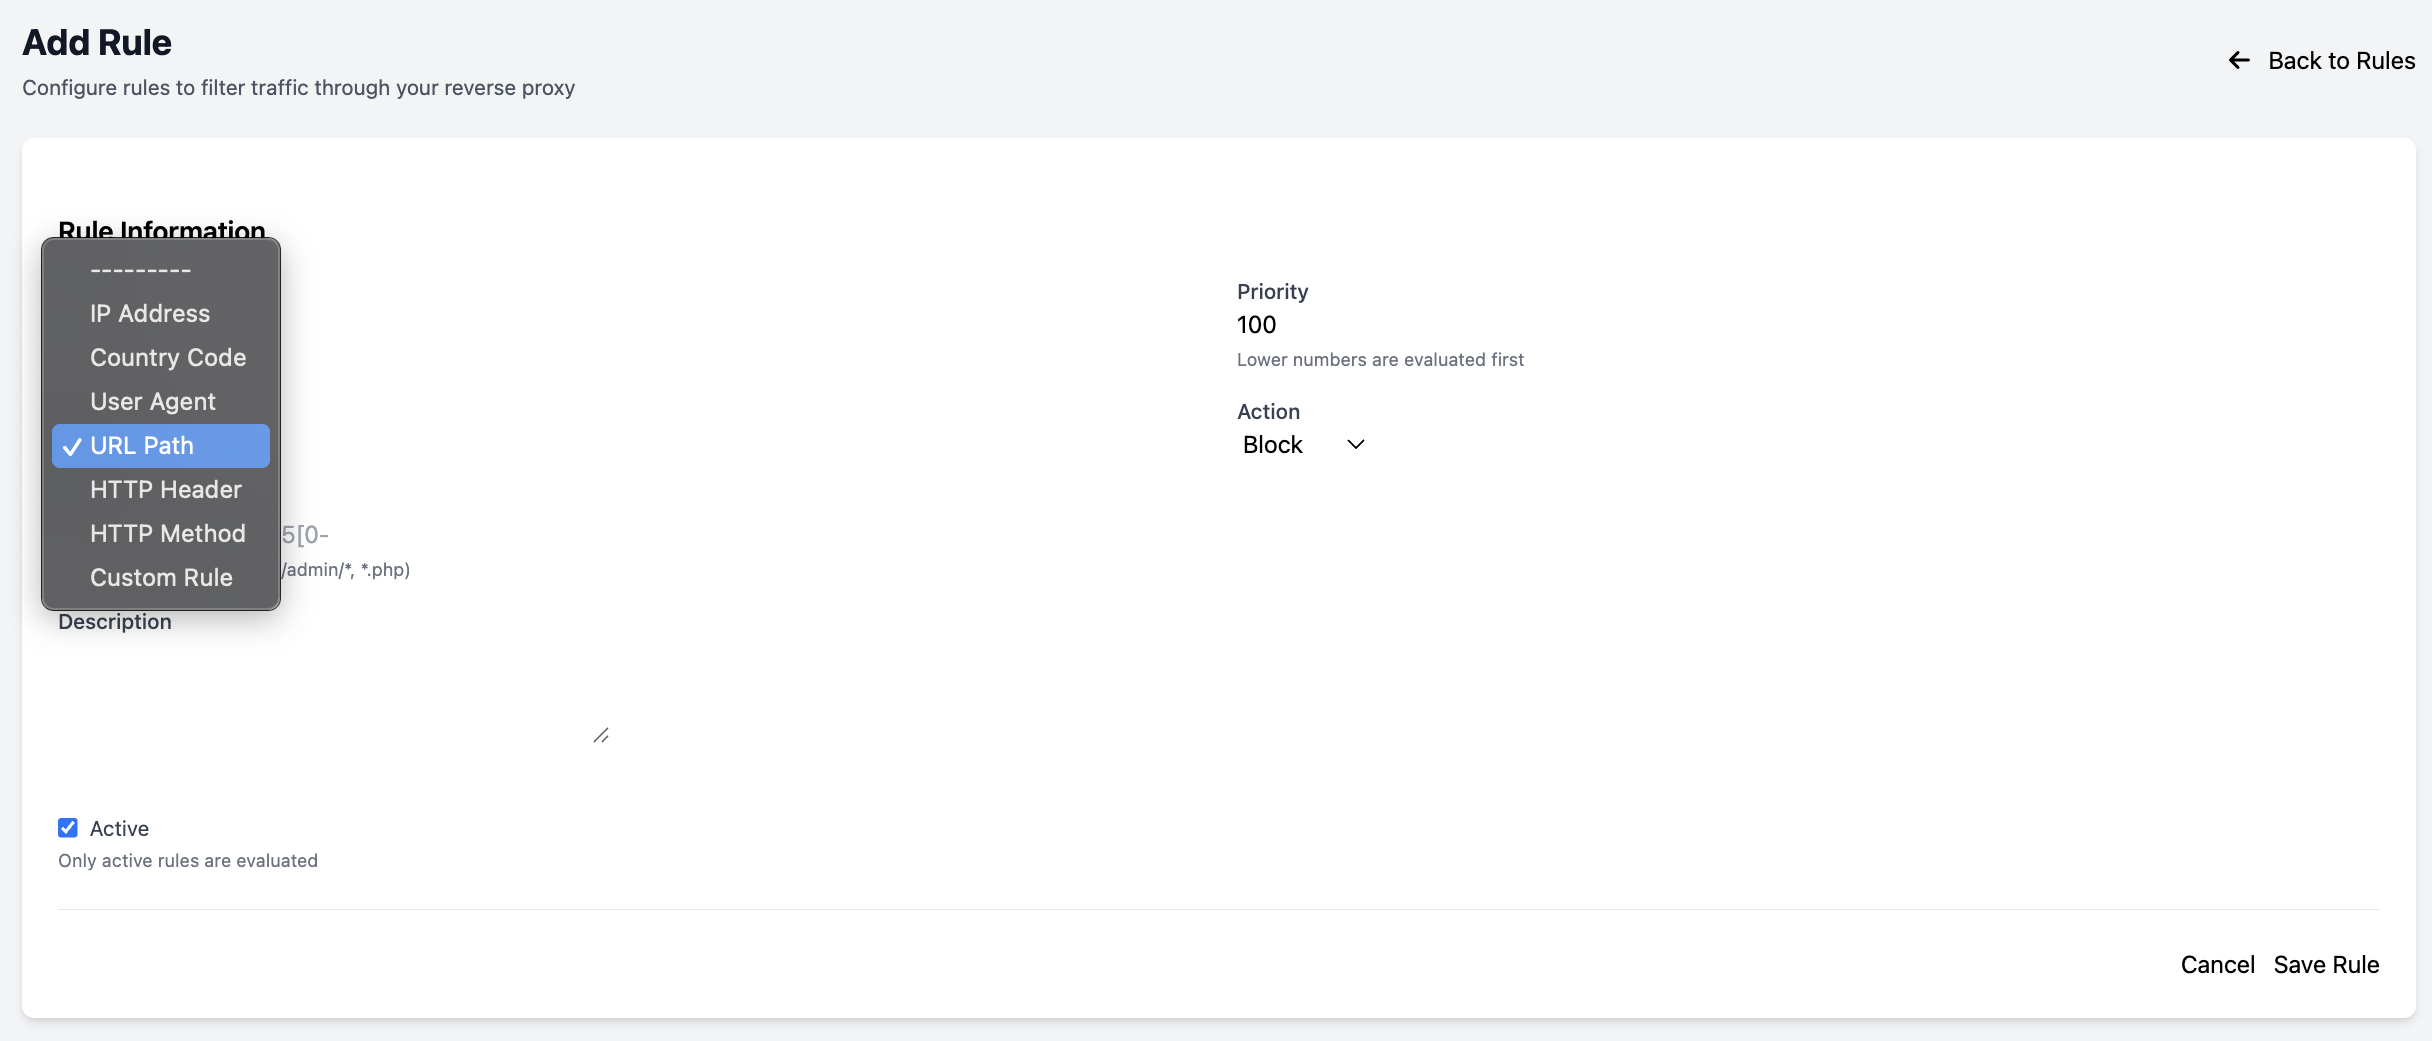 Add Rule
Configure rules to filter traffic through your reverse proxy
Back to Rules
Rule Information
---------
IP Address
Country Code
User Agent
URL Path
HTTP Header
HTTP Method
Custom Rule
Priority
100
Lower numbers are evaluated first
Action
Block
5[0-
/admin/*, *.php)
Description
Active
Only active rules are evaluated
Cancel
Save Rule